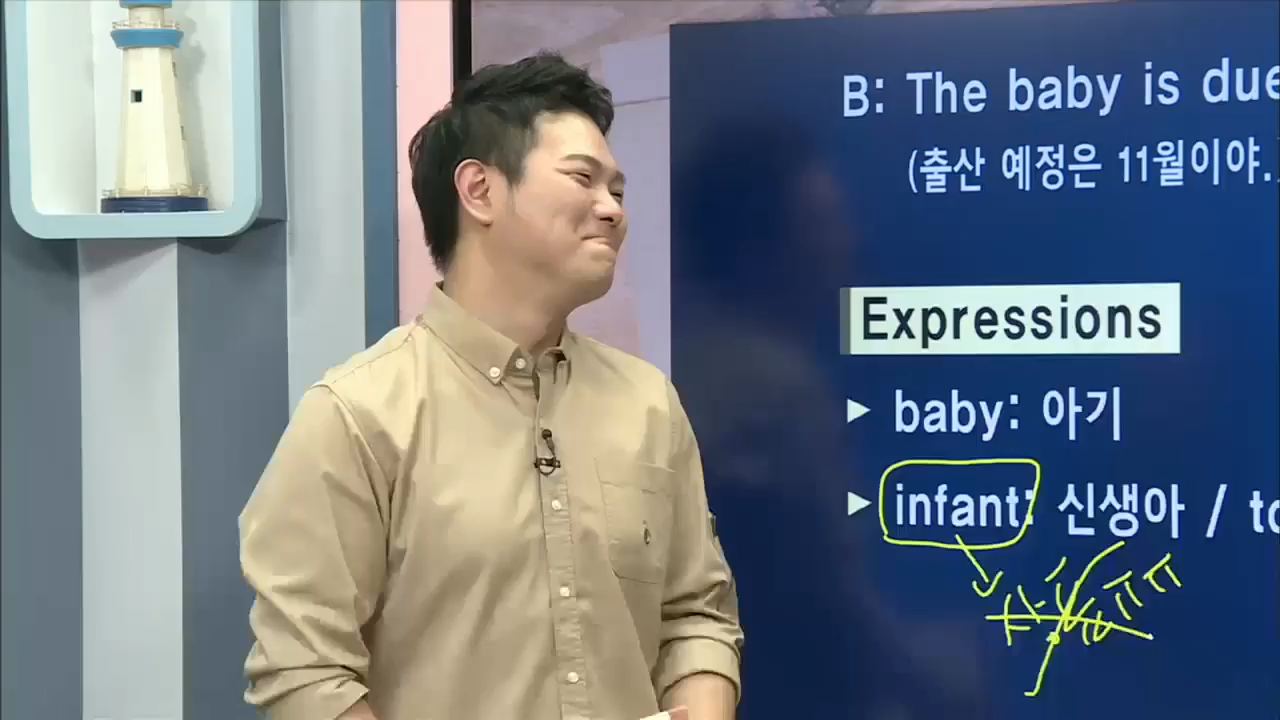 B: The baby is due
(출산 예정은 11월이야.
Expressions
▶ baby: 아기
▶ infant: 신생아 / to